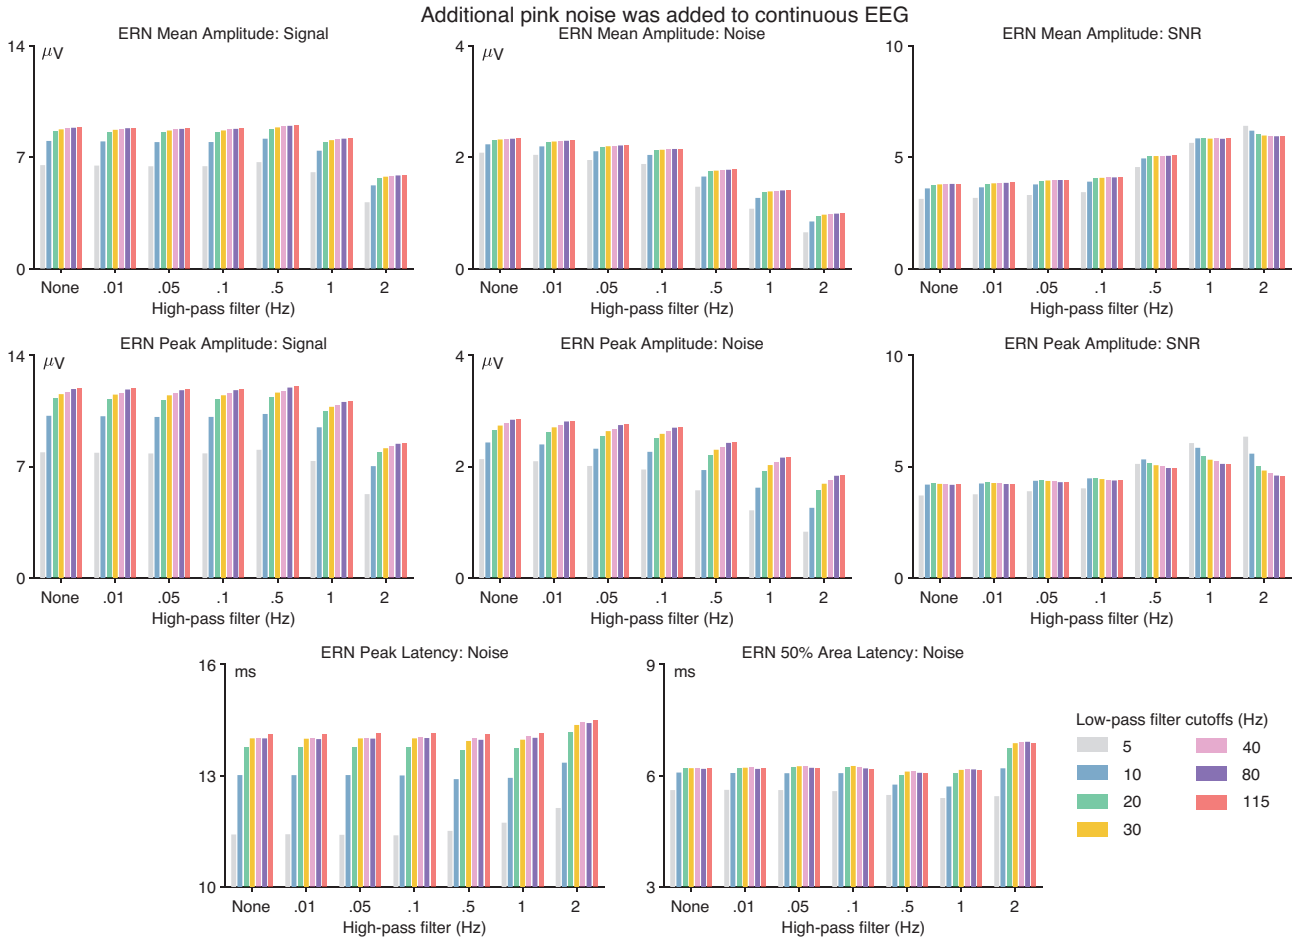 Additional pink noise was added to continuous EEG
ERN Mean Amplitude: Signal
ERN Mean Amplitude: Noise
ERN Mean Amplitude: SNR
14
μV
7
0
None .01 .05 .1 .5 1 2
High-pass filter (Hz)
4
μV
2
0
None .01 .05 .1 .5 1 2
High-pass filter (Hz)
10
5
0
None .01 .05 .1 .5 1 2
High-pass filter (Hz)
ERN Peak Amplitude: Signal
ERN Peak Amplitude: Noise
ERN Peak Amplitude: SNR
14
μV
7
0
None .01 .05 .1 .5 1 2
High-pass filter (Hz)
4
μV
2
0
None .01 .05 .1 .5 1 2
High-pass filter (Hz)
10
5
0
None .01 .05 .1 .5 1 2
High-pass filter (Hz)
ERN Peak Latency: Noise
16
ms
13
10
None .01 .05 .1 .5 1 2
High-pass filter (Hz)
ERN 50% Area Latency: Noise
9
ms
6
3
None .01 .05 .1 .5 1 2
High-pass filter (Hz)
Low-pass filter cutoffs (Hz)
5
10
20
30
40
80
115